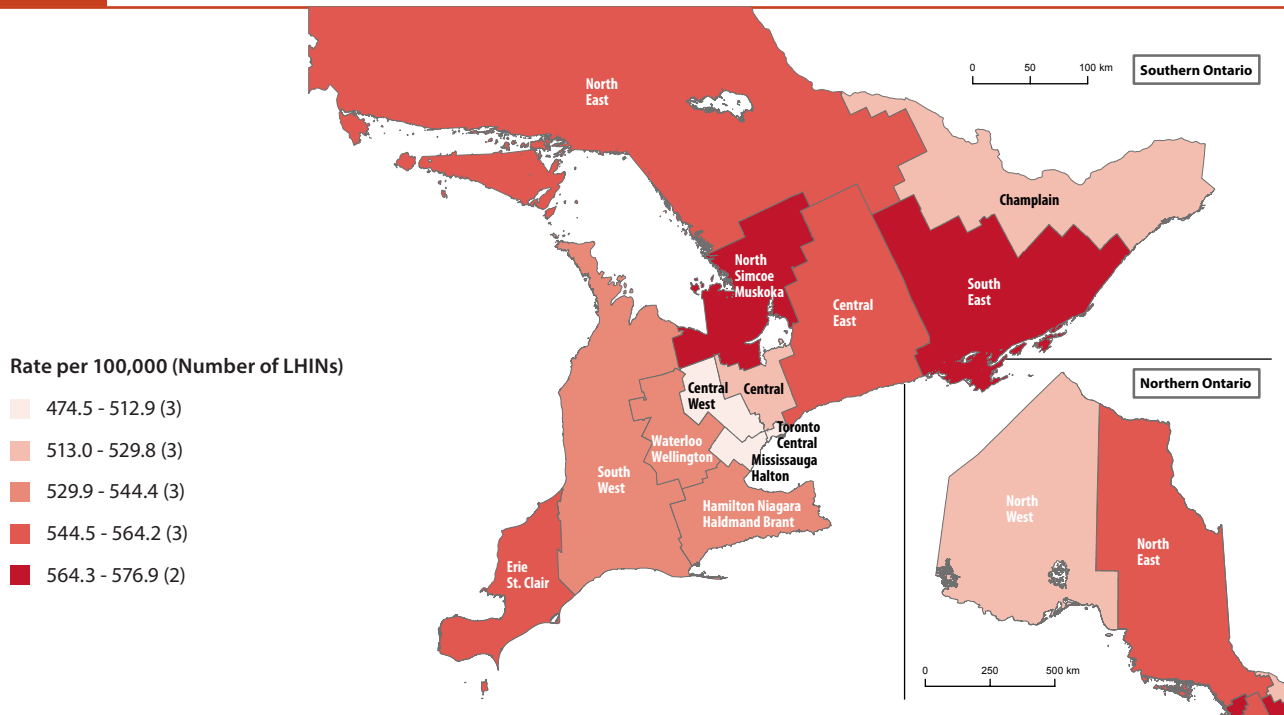 0 50 100 km
Southern Ontario
North
East
Champlain
North
Simcoe
Muskoka
South
East
Central
East
Rate per 100,000 (Number of LHINs)
474.5 - 512.9 (3)
513.0 - 529.8 (3)
529.9 - 544.4 (3)
544.5 - 564.2 (3)
564.3 - 576.9 (2)
Northern Ontario
Central
West
Central
Toronto
Central
Mississauga
Halton
Waterloo
Wellington
South
West
Hamilton Niagara
Haldmand Brant
Erie
St. Clair
North
West
North
East
0 250 500 km